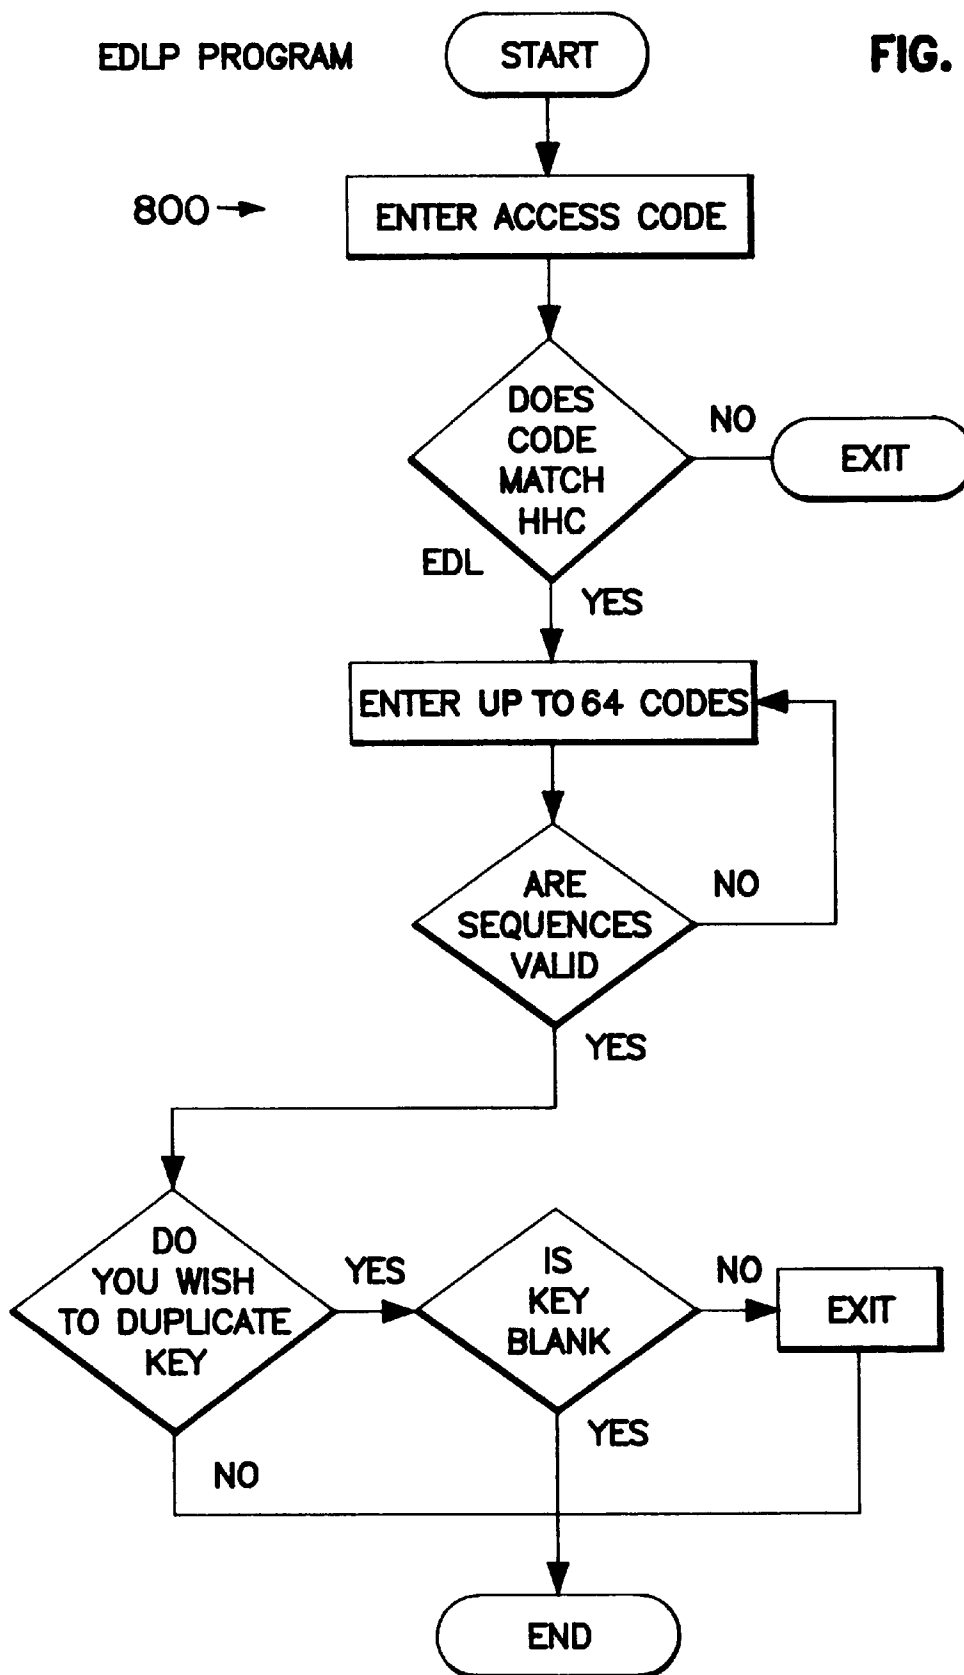 EDLP PROGRAM
START
FIG.
800
ENTER ACCESS CODE
DOES
CODE
MATCH
HHC
NO
EXIT
EDL
YES
ENTER UP TO 64 CODES
ARE
SEQUENCES
VALID
NO
YES
DO
YOU WISH
TO DUPLICATE
KEY
YES
IS
KEY
BLANK
NO
EXIT
YES
NO
END